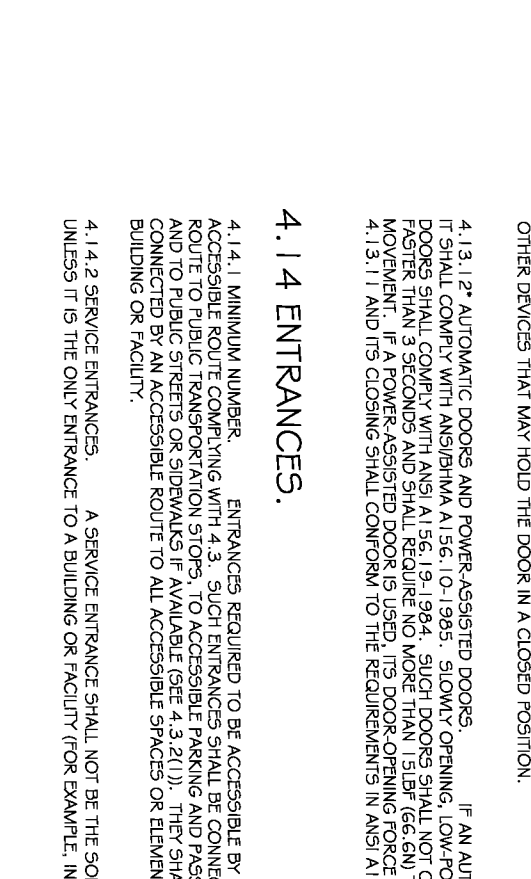 OTHER DEVICES THAT MAY HOLD THE DOOR IN A CLOSED POSITION.
4.13.12* AUTOMATIC DOORS AND POWER-ASSISTED DOORS. IF AN AUT
IT SHALL COMPLY WITH ANSI/BHMA A156.10-1985. SLOWLY OPENING, LOW-PO
DOORS SHALL COMPLY WITH ANSI A156.19-1984. SUCH DOORS SHALL NOT O
FASTER THAN 3 SECONDS AND SHALL REQUIRE NO MORE THAN 15LBF (66.6N)
MOVEMENT. IF A POWER-ASSISTED DOOR IS USED, ITS DOOR-OPENING FORCE
4.13.11 AND ITS CLOSING SHALL CONFORM TO THE REQUIREMENTS IN ANSI A1
4.14 ENTRANCES.
4.14.1 MINIMUM NUMBER. ENTRANCES REQUIRED TO BE ACCESSIBLE BY
ACCESSIBLE ROUTE COMPLYING WITH 4.3. SUCH ENTRANCES SHALL BE CONNEC
ROUTE TO PUBLIC TRANSPORTATION STOPS, TO ACCESSIBLE PARKING AND PASS
AND TO PUBLIC STREETS OR SIDEWALKS IF AVAILABLE (SEE 4.3.2(1)). THEY SHA
CONNECTED BY AN ACCESSIBLE ROUTE TO ALL ACCESSIBLE SPACES OR ELEMEN
BUILDING OR FACILITY.
4.14.2 SERVICE ENTRANCES. A SERVICE ENTRANCE SHALL NOT BE THE SO
UNLESS IT IS THE ONLY ENTRANCE TO A BUILDING OR FACILITY (FOR EXAMPLE, IN